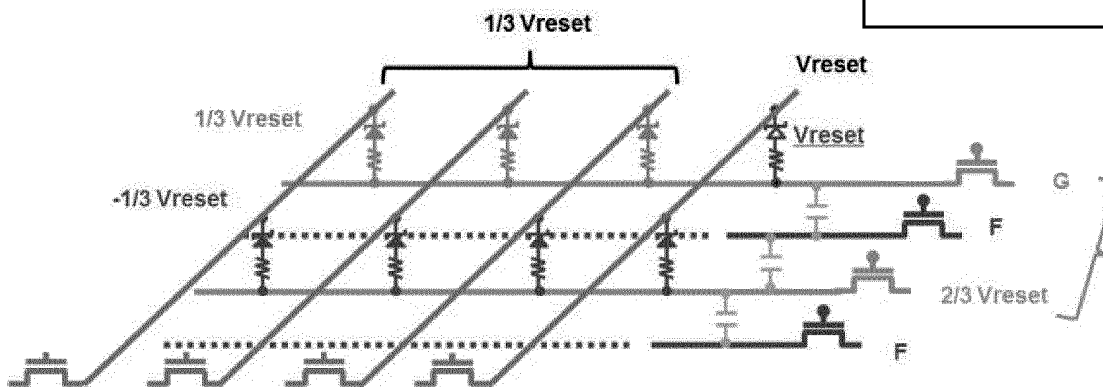 1/3 Vreset
Vreset
1/3 Vreset
Vreset
-1/3 Vreset
G
F
2/3 Vreset
F